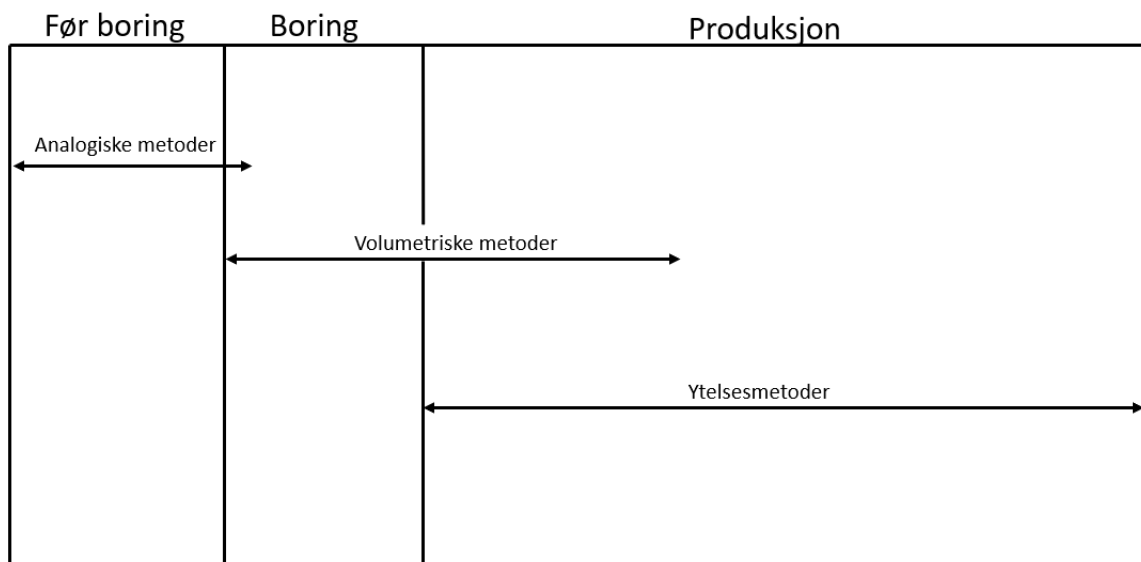 Før boring
Boring
Produksjon
Analogiske metoder
Volumetriske metoder
Ytelsesmetoder